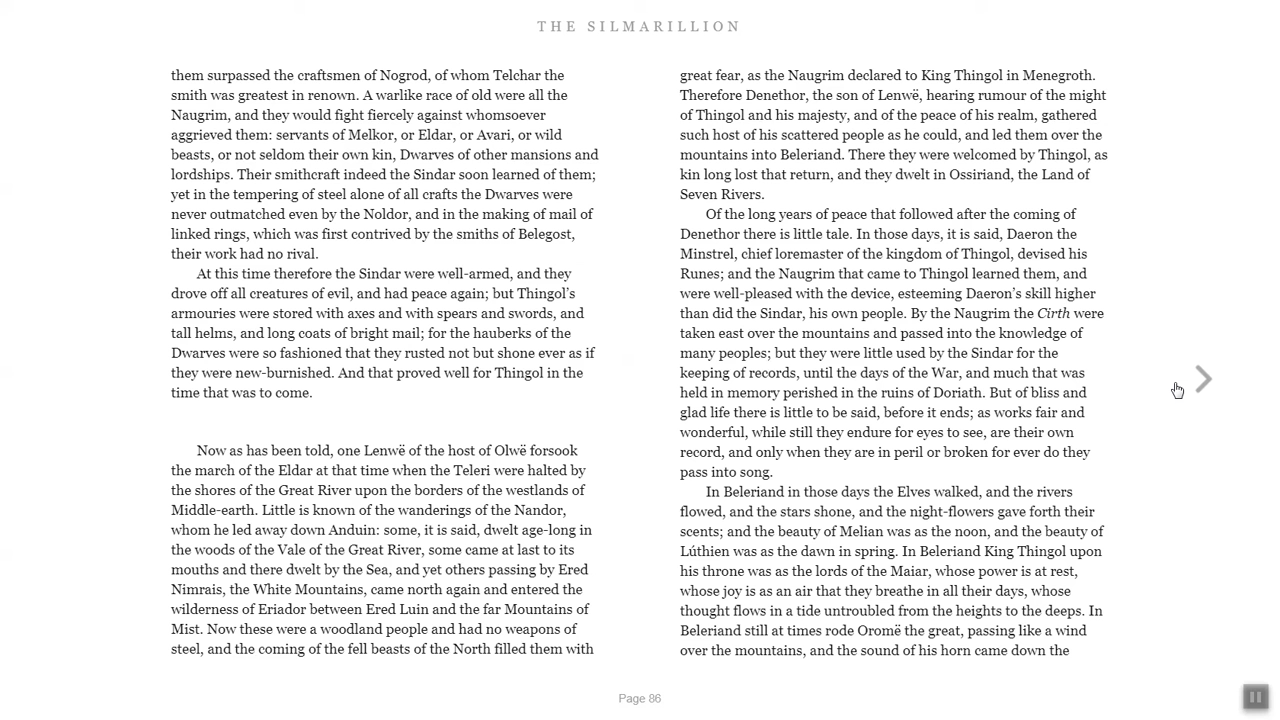 THE SILMARILLION
them surpassed the craftsmen of Nogrod, of whom Telchar the
smith was greatest in renown. A warlike race of old were all the
Naugrim, and they would fight fiercely against whomsoever
aggrieved them: servants of Melkor, or Eldar, or Avari, or wild
beasts, or not seldom their own kin, Dwarves of other mansions and
lordships. Their smithcraft indeed the Sindar soon learned of them;
yet in the tempering of steel alone of all crafts the Dwarves were
never outmatched even by the Noldor, and in the making of mail of
linked rings, which was first contrived by the smiths of Belegost,
their work had no rival.
At this time therefore the Sindar were well-armed, and they
drove off all creatures of evil, and had peace again; but Thingol's
armouries were stored with axes and with spears and swords, and
tall helms, and long coats of bright mail; for the hauberks of the
Dwarves were so fashioned that they rusted not but shone ever as if
they were new-burnished. And that proved well for Thingol in the
time that was to come.
Now as has been told, one Lenwë of the host of Olwë forsook
the march of the Eldar at that time when the Teleri were halted by
the shores of the Great River upon the borders of the westlands of
Middle-earth. Little is known of the wanderings of the Nandor,
whom he led away down Anduin: some, it is said, dwelt age-long in
the woods of the Vale of the Great River, some came at last to its
mouths and there dwelt by the Sea, and yet others passing by Ered
Nimrais, the White Mountains, came north again and entered the
wilderness of Eriador between Ered Luin and the far Mountains of
Mist. Now these were a woodland people and had no weapons of
steel, and the coming of the fell beasts of the North filled them with
great fear, as the Naugrim declared to King Thingol in Menegroth.
Therefore Denethor, the son of Lenwë, hearing rumour of the might
of Thingol and his majesty, and of the peace of his realm, gathered
such host of his scattered people as he could, and led them over the
mountains into Beleriand. There they were welcomed by Thingol, as
kin long lost that return, and they dwelt in Ossiriand, the Land of
Seven Rivers.
Of the long years of peace that followed after the coming of
Denethor there is little tale. In those days, it is said, Daeron the
Minstrel, chief loremaster of the kingdom of Thingol, devised his
Runes; and the Naugrim that came to Thingol learned them, and
were well-pleased with the device, esteeming Daeron's skill higher
than did the Sindar, his own people. By the Naugrim the Cirth were
taken east over the mountains and passed into the knowledge of
many peoples; but they were little used by the Sindar for the
keeping of records, until the days of the War, and much that was
held in memory perished in the ruins of Doriath. But of bliss and
glad life there is little to be said, before it ends; as works fair and
wonderful, while still they endure for eyes to see, are their own
record, and only when they are in peril or broken for ever do they
pass into song.
In Beleriand in those days the Elves walked, and the rivers
flowed, and the stars shone, and the night-flowers gave forth their
scents; and the beauty of Melian was as the noon, and the beauty of
Lúthien was as the dawn in spring. In Beleriand King Thingol upon
his throne was as the lords of the Maiar, whose power is at rest,
whose joy is as an air that they breathe in all their days, whose
thought flows in a tide untroubled from the heights to the deeps. In
Beleriand still at times rode Oromë the great, passing like a wind
over the mountains, and the sound of his horn came down the
Page 86